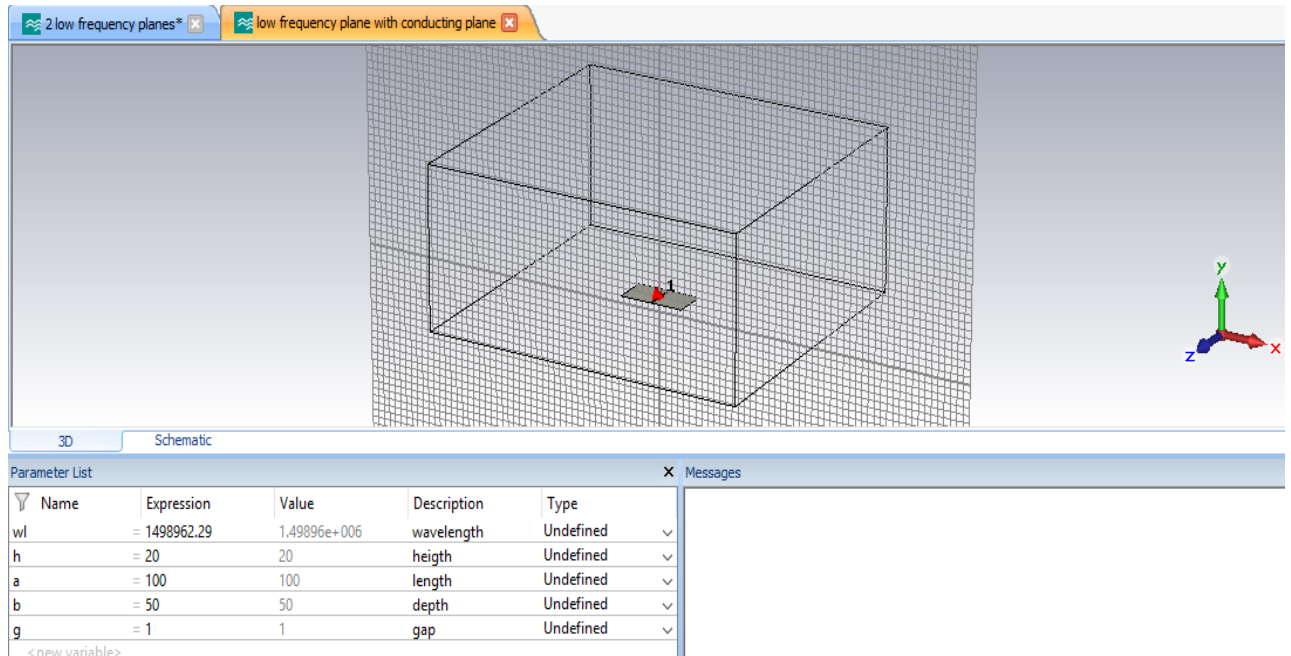 2 low frequency planes* low frequency plane with conducting plane
1
y
z x
3D Schematic
Parameter List X Messages
Name Expression Value Description Type
wl = 1498962.29 1.49896e+006 wavelength Undefined
h = 20 20 heigth Undefined
a = 100 100 length Undefined
b = 50 50 depth Undefined
g = 1 1 gap Undefined
<new variable>